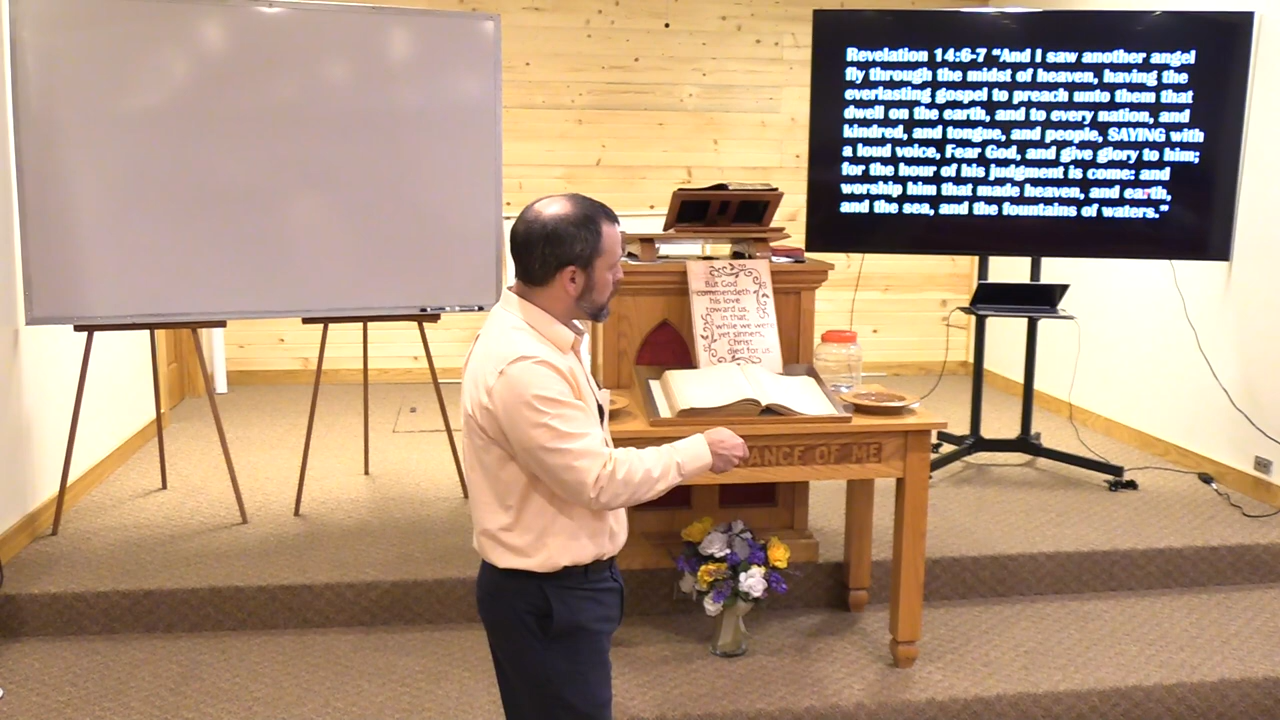 Revelation 14:6-7 “And I saw another angel
fly through the midst of heaven, having the
everlasting gospel to preach unto them that
dwell on the earth, and to every nation, and
kindred, and tongue, and people, SAYING with
a loud voice, Fear God, and give glory to him;
for the hour of his judgment is come: and
worship him that made heaven, and earth,
and the sea, and the fountains of waters.”
But God
commendeth
his love
toward us,
in that,
while we were
yet sinners,
Christ
died for us.
ANCE OF ME